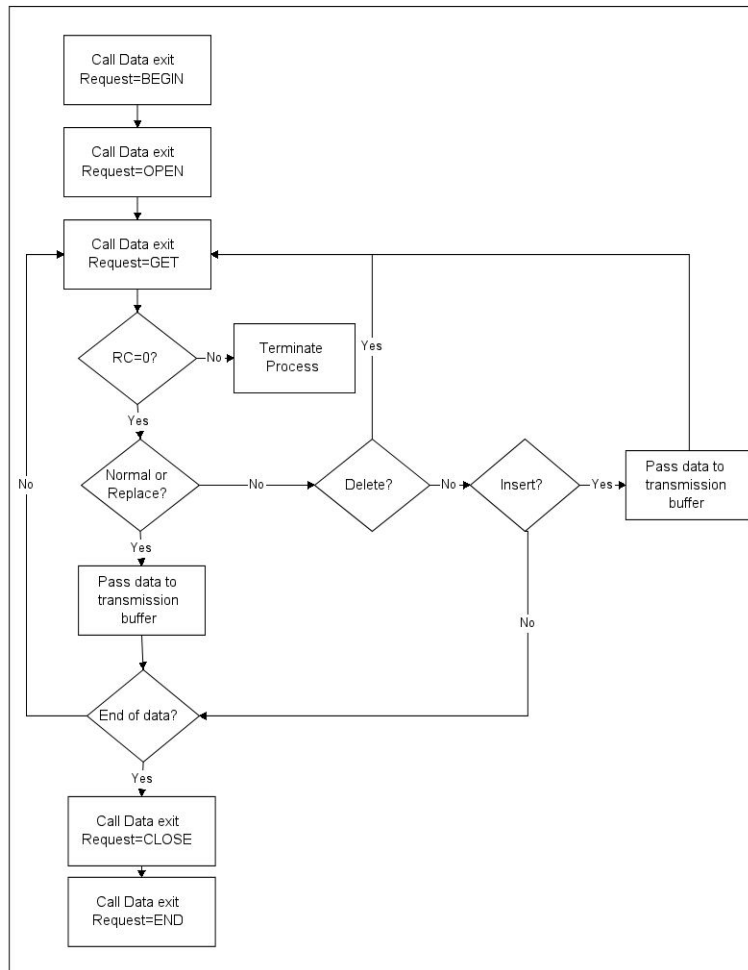 Call Data exit
Request=BEGIN
Call Data exit
Request=OPEN
Call Data exit
Request=GET
RC=0?
No
Terminate
Process
Yes
Yes
Normal or
Replace?
No
Delete?
No
Insert?
Yes
Pass data to
transmission
buffer
No
Yes
Pass data to
transmission
buffer
No
End of data?
Yes
Call Data exit
Request=CLOSE
Call Data exit
Request=END